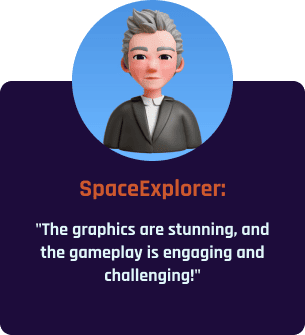 SpaceExplorer:
"The graphics are stunning, and
the gameplay is engaging and
challenging!"